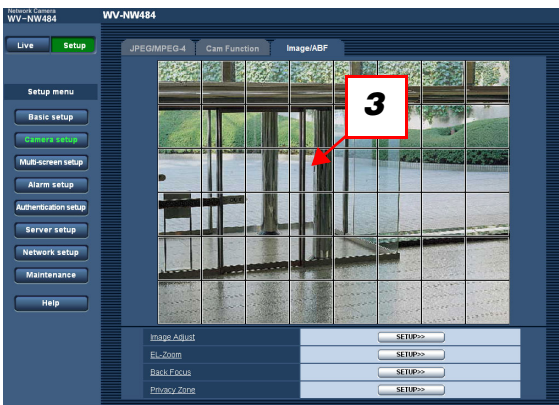 Network Camera
WV-NW484
WV-NW484
Live
Setup
JPEG/MPEG-4
Cam Function
Image/ABF
Setup menu
Basic setup
Camera setup
Multi-screen setup
Alarm setup
Authentication setup
Server setup
Network setup
Maintenance
Help
3
Image Adjust
SETUP>>
EL-Zoom
SETUP>>
Back Focus
SETUP>>
Privacy Zone
SETUP>>